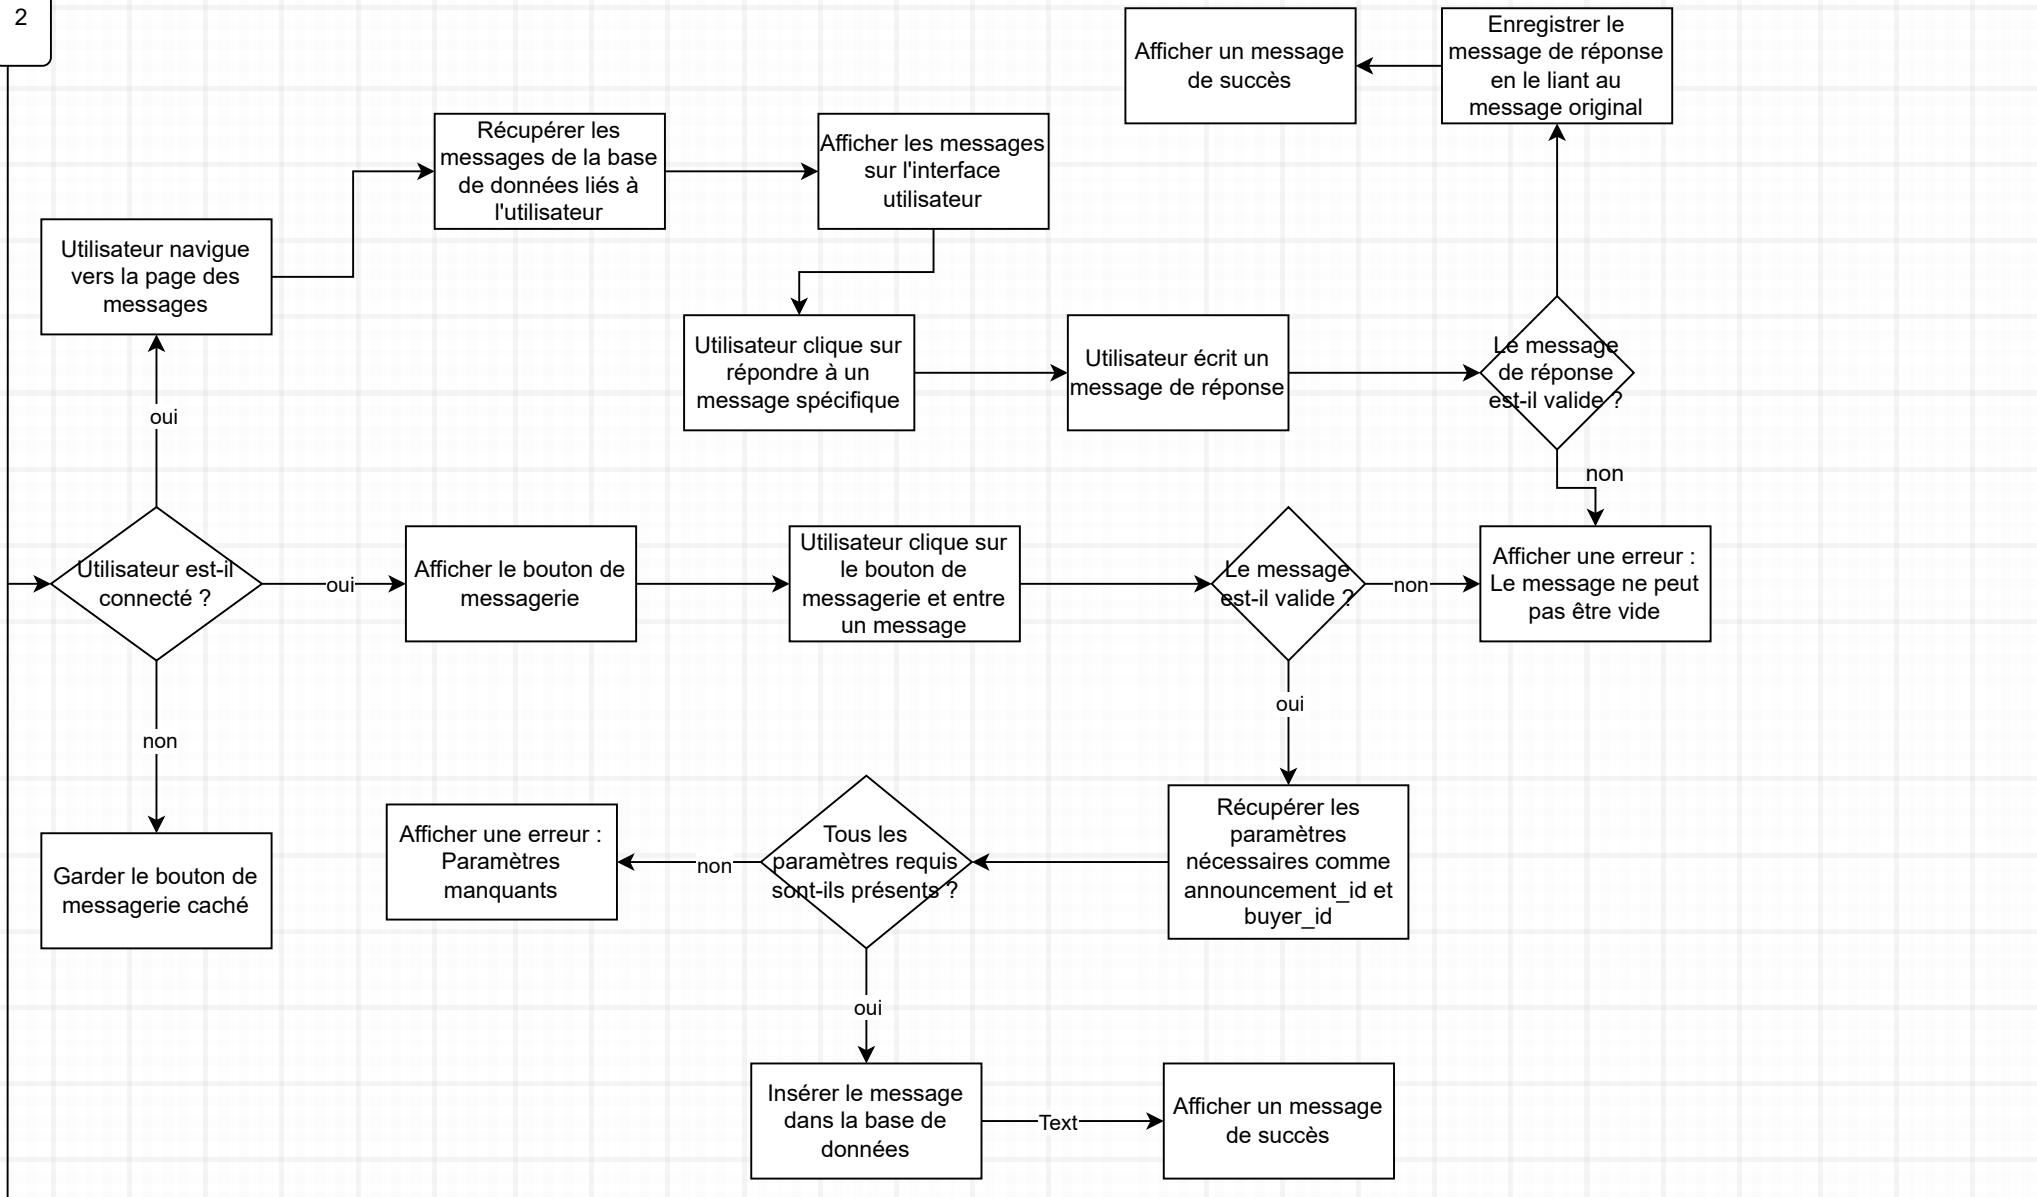 2
Afficher un message
de succès
Enregistrer le
message de réponse
en le liant au
message original
Récupérer les
messages de la base
de données liés à
l'utilisateur
Afficher les messages
sur l'interface
utilisateur
Utilisateur navigue
vers la page des
messages
Utilisateur clique sur
répondre à un
message spécifique
Utilisateur écrit un
message de réponse
Le message
de réponse
est-il valide ?
oui
non
Utilisateur est-il
connecté ?
oui
Afficher le bouton de
messagerie
Utilisateur clique sur
le bouton de
messagerie et entre
un message
Le message
est-il valide ?
non
Afficher une erreur :
Le message ne peut
pas être vide
oui
non
Garder le bouton de
messagerie caché
Afficher une erreur :
Paramètres
manquants
non
Tous les
paramètres requis
sont-ils présents ?
Récupérer les
paramètres
nécessaires comme
announcement_id et
buyer_id
oui
Insérer le message
dans la base de
données
Text
Afficher un message
de succès